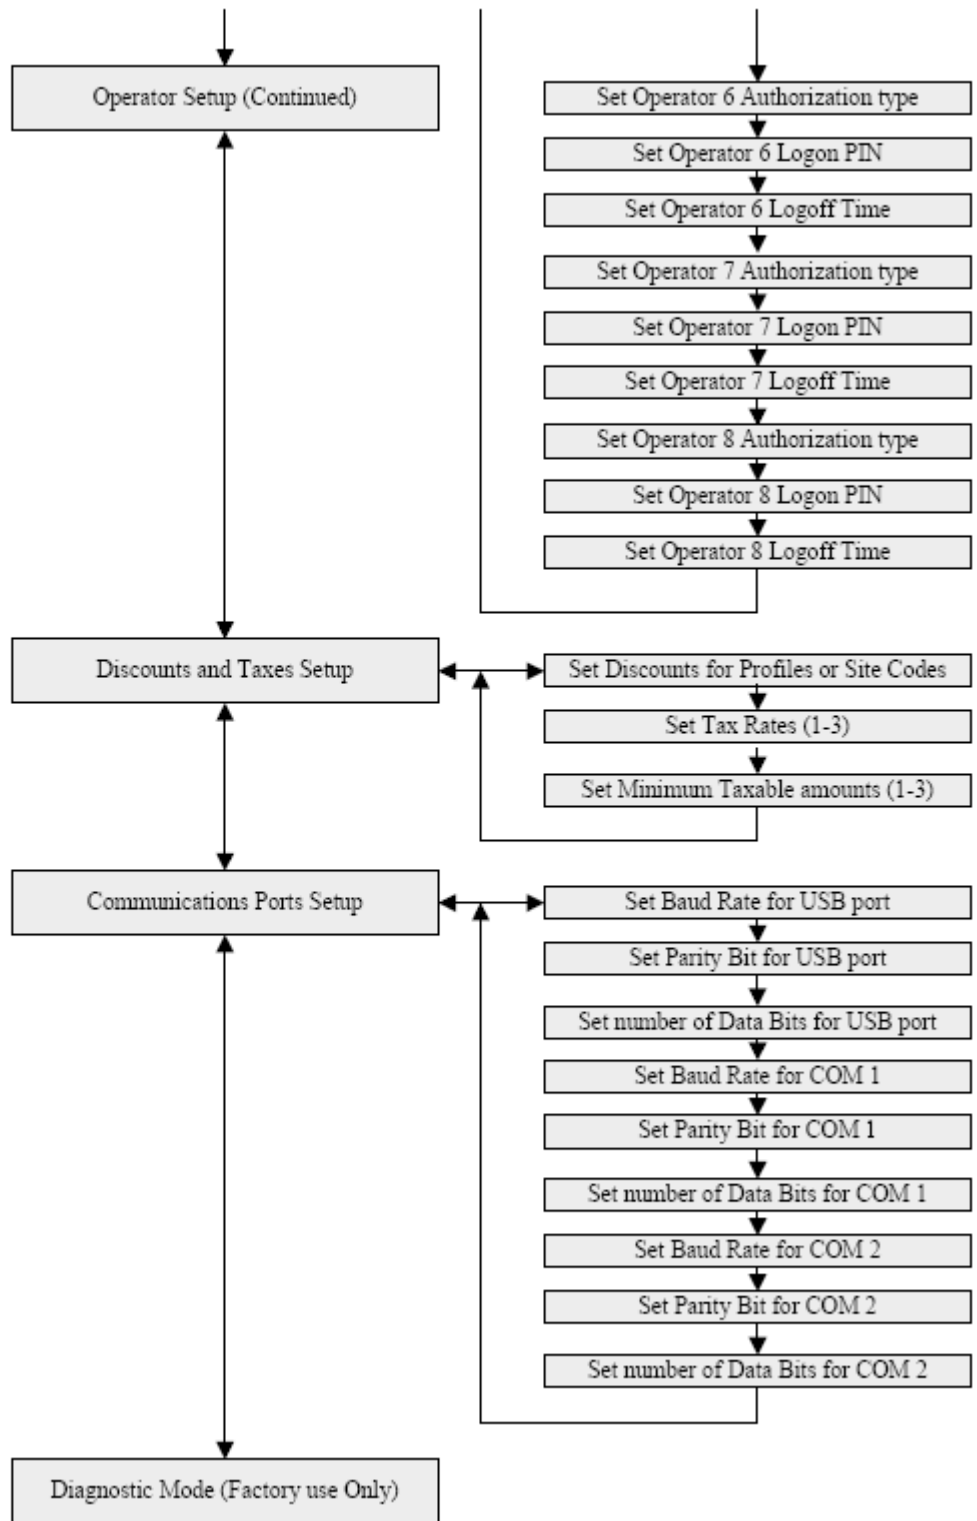 Operator Setup (Continued)
Set Operator 6 Authorization type
Set Operator 6 Logon PIN
Set Operator 6 Logoff Time
Set Operator 7 Authorization type
Set Operator 7 Logon PIN
Set Operator 7 Logoff Time
Set Operator 8 Authorization type
Set Operator 8 Logon PIN
Set Operator 8 Logoff Time
Discounts and Taxes Setup
Set Discounts for Profiles or Site Codes
Set Tax Rates (1-3)
Set Minimum Taxable amounts (1-3)
Communications Ports Setup
Set Baud Rate for USB port
Set Parity Bit for USB port
Set number of Data Bits for USB port
Set Baud Rate for COM 1
Set Parity Bit for COM 1
Set number of Data Bits for COM 1
Set Baud Rate for COM 2
Set Parity Bit for COM 2
Set number of Data Bits for COM 2
Diagnostic Mode (Factory use Only)